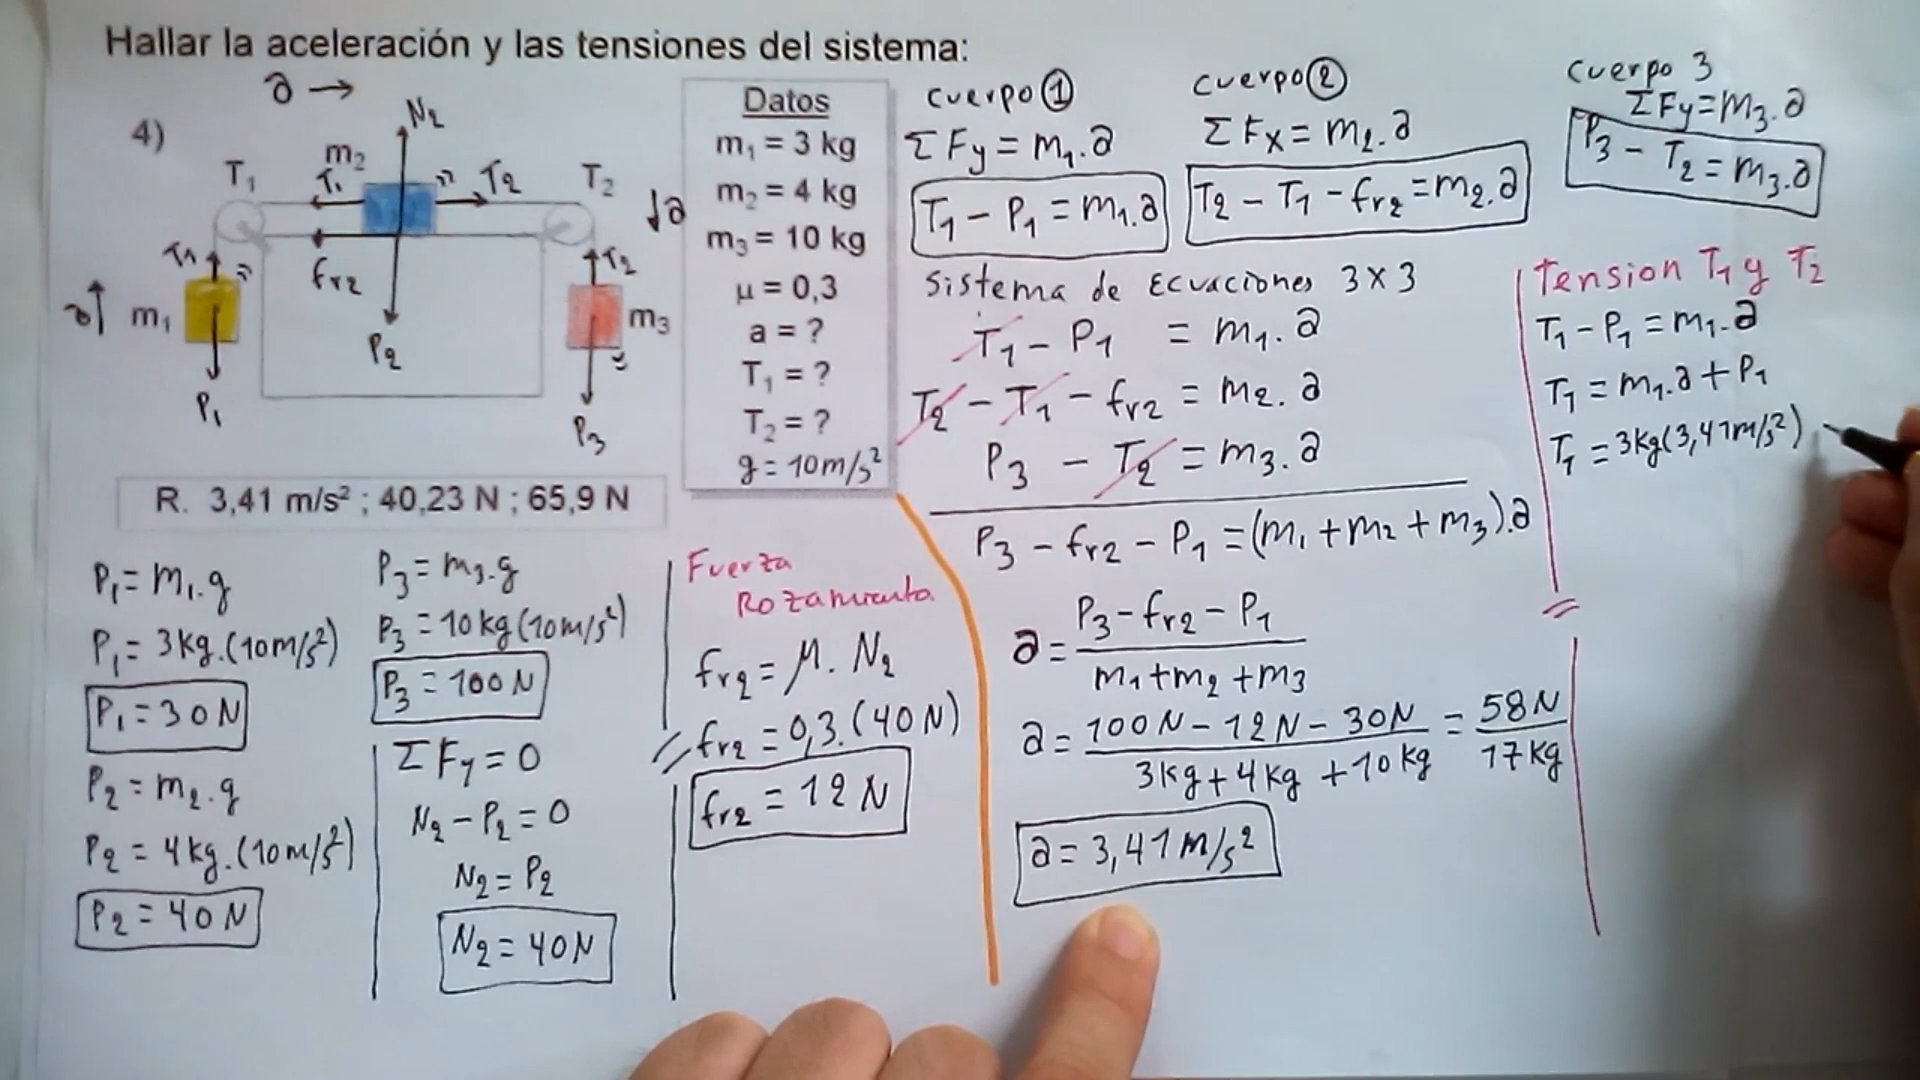 Hallar la aceleración y las tensiones del sistema:
a →
4)
N2
m2
T1
T1
T2
T2
↓a
fr2
T1
T2
a↑
m1
m3
P2
P1
P3
Datos
m1 = 3 kg
m2 = 4 kg
m3 = 10 kg
μ = 0,3
a = ?
T1 = ?
T2 = ?
g = 10m/s²
R. 3,41 m/s² ; 40,23 N ; 65,9 N
P1 = m1.g
P1 = 3kg.(10m/s²)
P1 = 30N
P2 = m2.g
P2 = 4kg.(10m/s²)
P2 = 40N
P3 = m3.g
P3 = 10kg(10m/s²)
P3 = 100N
ΣFy = 0
N2 - P2 = 0
N2 = P2
N2 = 40N
Fuerza
Rozamiento.
fr2 = μ. N2
fr2 = 0,3.(40N)
fr2 = 12N
cuerpo ①
ΣFy = m1.a
T1 - P1 = m1.a
cuerpo ②
ΣFx = m2.a
T2 - T1 - fr2 = m2.a
cuerpo 3
ΣFy = m3.a
P3 - T2 = m3.a
Sistema de Ecuaciones 3x3
T1 - P1 = m1.a
T2 - T1 - fr2 = m2.a
P3 - T2 = m3.a
P3 - fr2 - P1 = (m1 + m2 + m3).a
a = P3 - fr2 - P1
m1 + m2 + m3
a = 100N - 12N - 30N = 58N
3kg + 4kg + 10kg 17kg
a = 3,41m/s²
Tension T1 y T2
T1 - P1 = m1.a
T1 = m1.a + P1
T1 = 3kg(3,41m/s²)